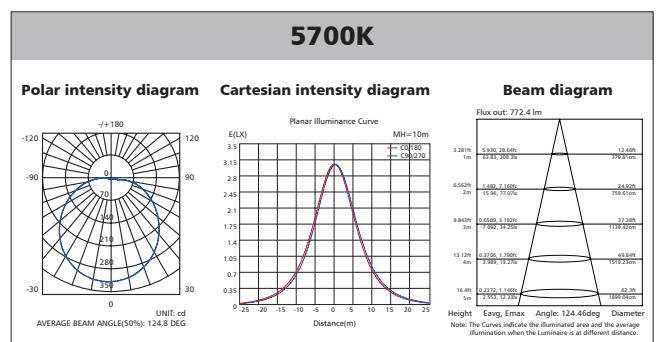 5700K
Polar intensity diagram
Cartesian intensity diagram
Beam diagram
-/+180
-120
120
-90
90
0
70
140
210
280
350
-30
30
0
UNIT: cd
AVERAGE BEAM ANGLE(50%): 124.8 DEG
Planar Illuminance Curve
E(LX)
MH=10m
C0/180
C90/270
3.5
3.15
2.8
2.45
2.1
1.75
1.4
1.05
0.7
0.35
0
-25 -20 -15 -10 -5 0 5 10 15 20 25
Distance(m)
Flux out: 772.4 lm
3.281ft 5.930, 28.64fc 12.46ft
1m 63.83, 308.3lx 379.81cm
6.562ft 1.482, 7.160fc 24.92ft
2m 15.96, 77.07lx 759.61cm
9.843ft 0.6589, 3.182fc 37.38ft
3m 7.092, 34.25lx 1139.42cm
13.12ft 0.3706, 1.790fc 49.84ft
4m 3.989, 19.27lx 1519.23cm
16.4ft 0.2372, 1.146fc 62.3ft
5m 2.553, 12.33lx 1899.04cm
Height Eavg, Emax Angle: 124.46deg Diameter
Note: The Curves indicate the illuminated area and the average
illumination when the Luminaire is at different distance.